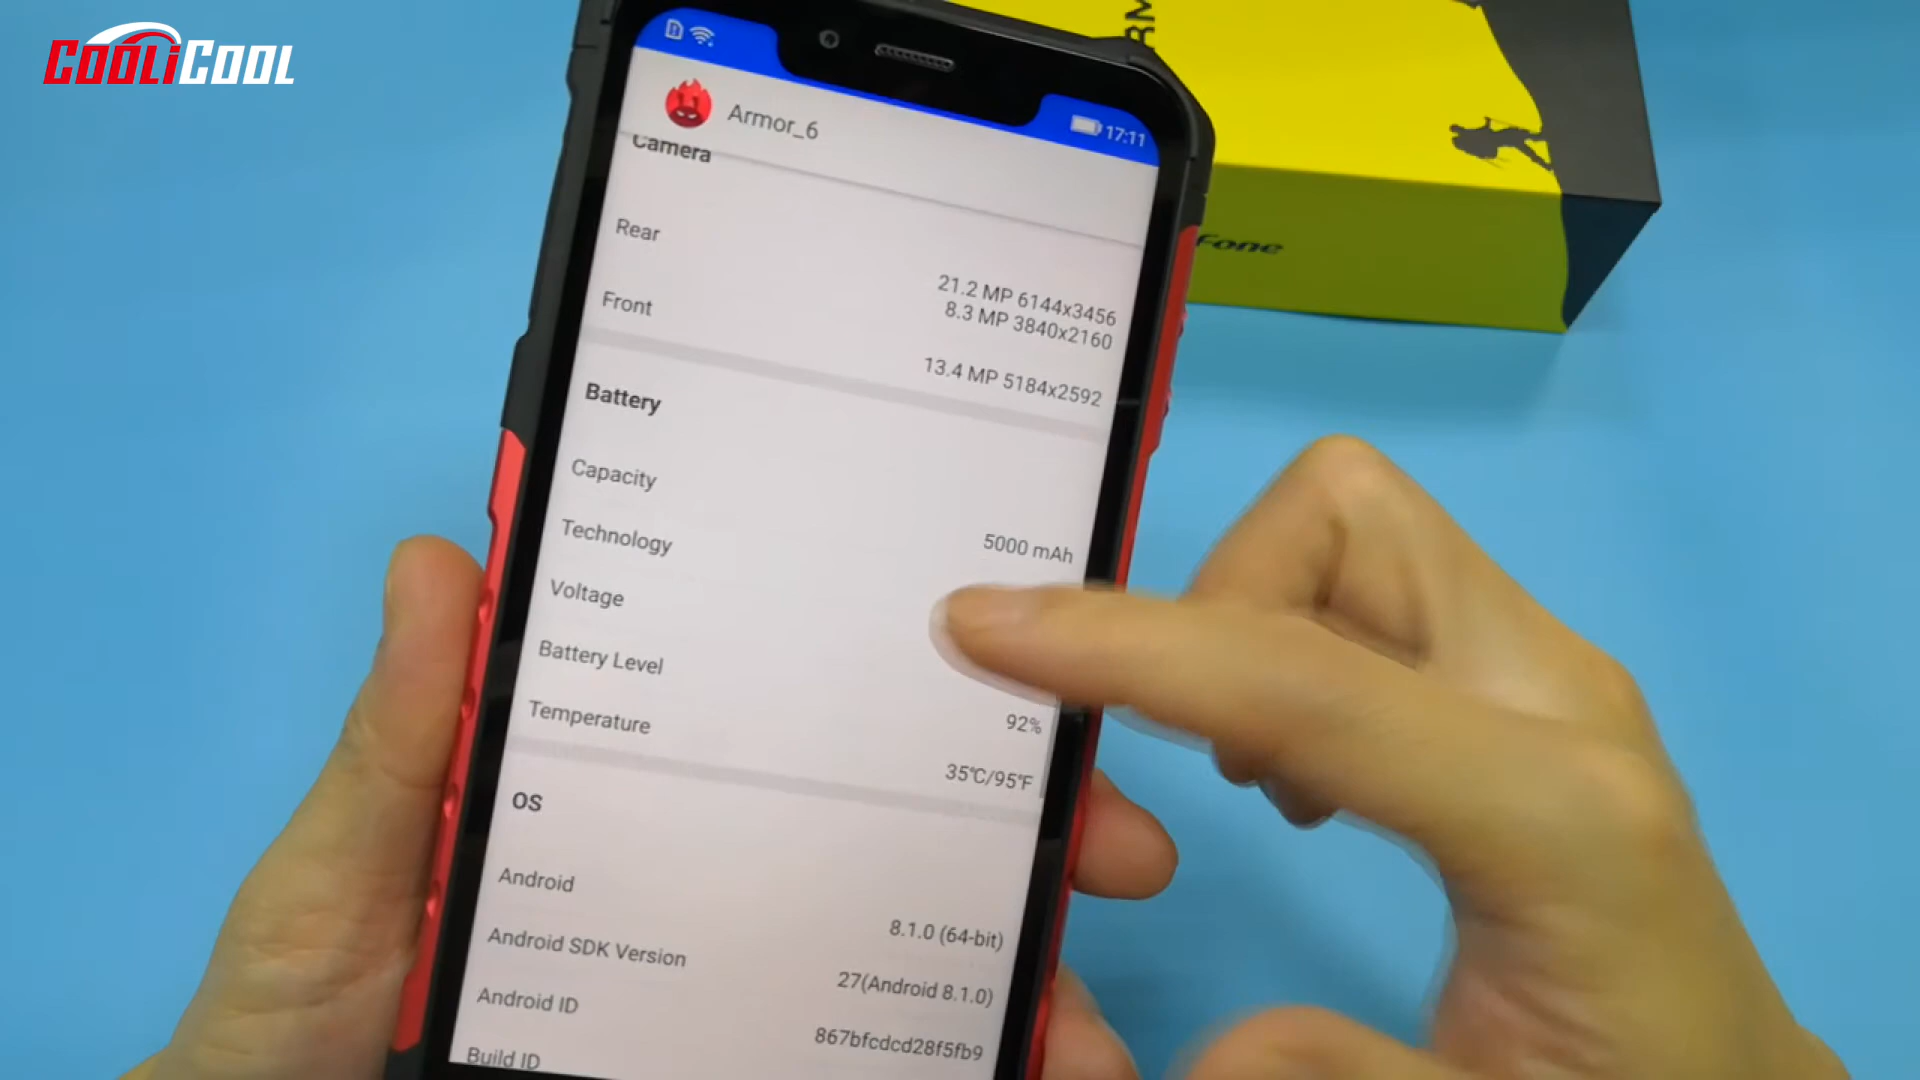 COOLiCOOL
RM
fone
17:11
Armor_6
Camera
Rear
21.2 MP 6144x3456
8.3 MP 3840x2160
Front
13.4 MP 5184x2592
Battery
Capacity
5000 mAh
Technology
Voltage
Battery Level
92%
Temperature
35℃/95℉
OS
Android
8.1.0 (64-bit)
Android SDK Version
27(Android 8.1.0)
Android ID
867bfcdcd28f5fb9
Build ID